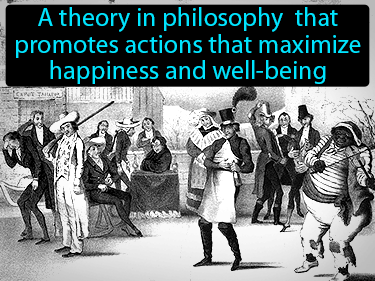 A theory in philosophy that
promotes actions that maximize
happiness and well-being